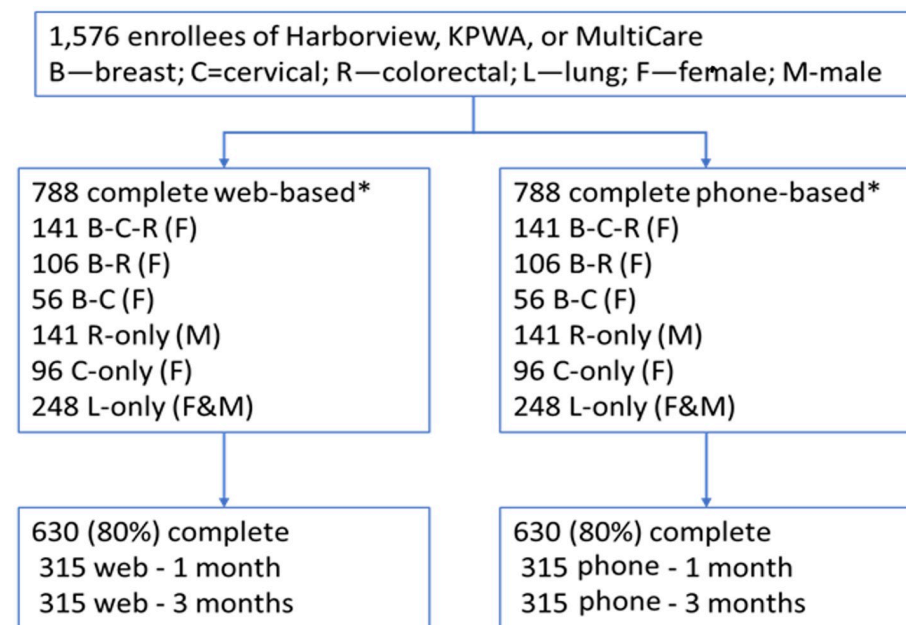 1,576 enrollees of Harborview, KPWA, or MultiCare
B—breast; C=cervical; R—colorectal; L—lung; F—female; M-male
788 complete web-based*
141 B-C-R (F)
106 B-R (F)
56 B-C (F)
141 R-only (M)
96 C-only (F)
248 L-only (F&M)
788 complete phone-based*
141 B-C-R (F)
106 B-R (F)
56 B-C (F)
141 R-only (M)
96 C-only (F)
248 L-only (F&M)
630 (80%) complete
315 web - 1 month
315 web - 3 months
630 (80%) complete
315 phone - 1 month
315 phone - 3 months